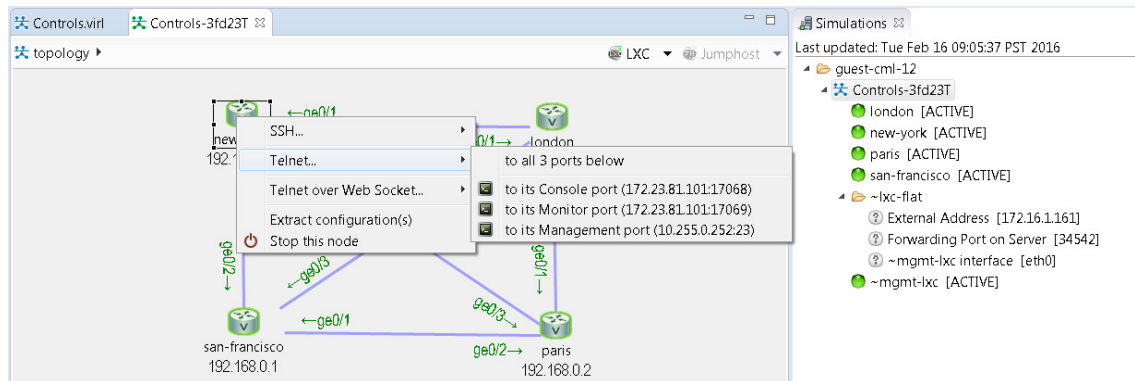 Controls.virl
Controls-3fd23T
topology
LXC
Jumphost
←ge0/1
new
192.1
0/1→
london
SSH...
Telnet...
Telnet over Web Socket...
Extract configuration(s)
Stop this node
to all 3 ports below
to its Console port (172.23.81.101:17068)
to its Monitor port (172.23.81.101:17069)
to its Management port (10.255.0.252:23)
ge0/2→
←ge0/3
ge0/1→
ge0/3→
←ge0/1
ge0/2→
san-francisco
192.168.0.1
paris
192.168.0.2
Simulations
Last updated: Tue Feb 16 09:05:37 PST 2016
guest-cml-12
Controls-3fd23T
london [ACTIVE]
new-york [ACTIVE]
paris [ACTIVE]
san-francisco [ACTIVE]
~lxc-flat
External Address [172.16.1.161]
Forwarding Port on Server [34542]
~mgmt-lxc interface [eth0]
~mgmt-lxc [ACTIVE]